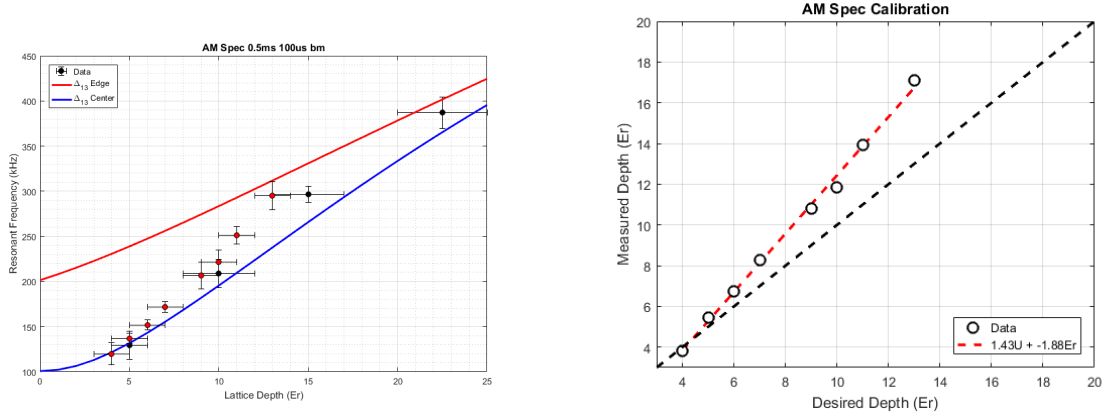 AM Spec 0.5ms 100us bm
450
400
350
300
250
200
150
100
Resonant Frequency (kHz)
Data
Δ13 Edge
Δ13 Center
0
5
10
15
20
25
Lattice Depth (Er)
AM Spec Calibration
20
18
16
14
12
10
8
6
4
Measured Depth (Er)
Data
1.43U + -1.88Er
4
6
8
10
12
14
16
18
20
Desired Depth (Er)